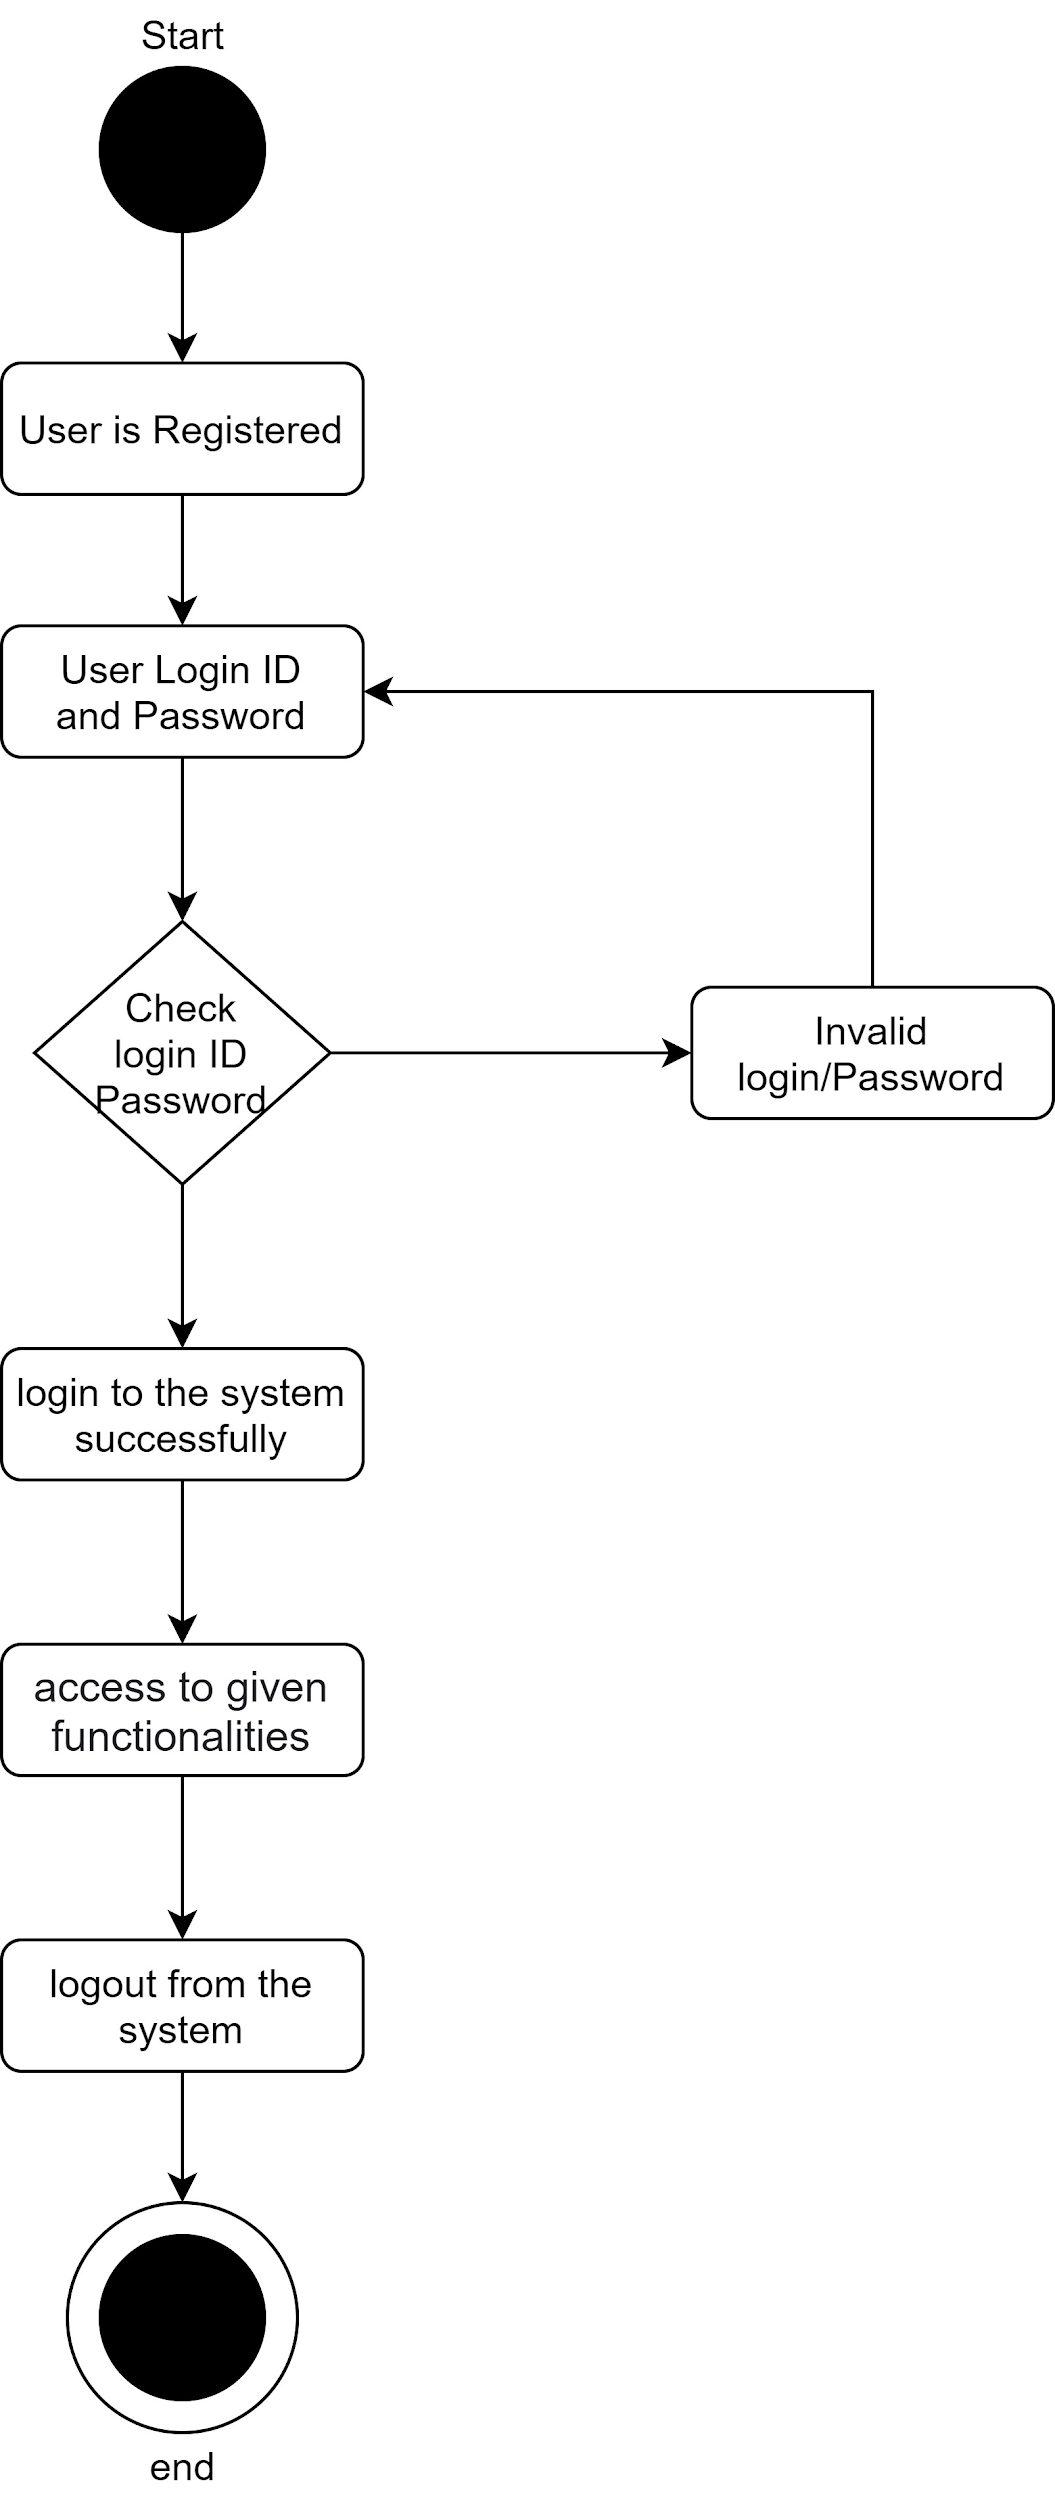 Start
User is Registered
User Login ID
and Password
Check
login ID
Password
Invalid
login/Password
login to the system
successfully
access to given
functionalities
logout from the
system
end